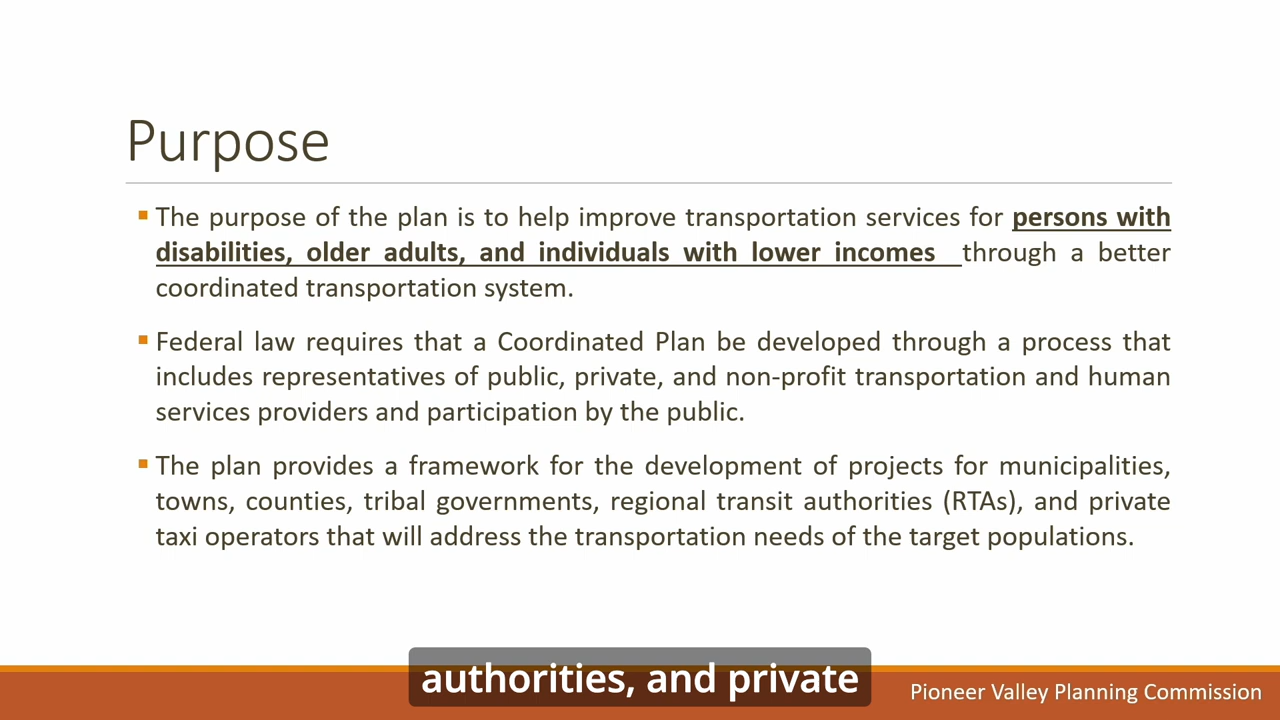 Purpose
The purpose of the plan is to help improve transportation services for persons with
disabilities, older adults, and individuals with lower incomes through a better
coordinated transportation system.
Federal law requires that a Coordinated Plan be developed through a process that
includes representatives of public, private, and non-profit transportation and human
services providers and participation by the public.
The plan provides a framework for the development of projects for municipalities,
towns, counties, tribal governments, regional transit authorities (RTAs), and private
taxi operators that will address the transportation needs of the target populations.
authorities, and private
Pioneer Valley Planning Commission